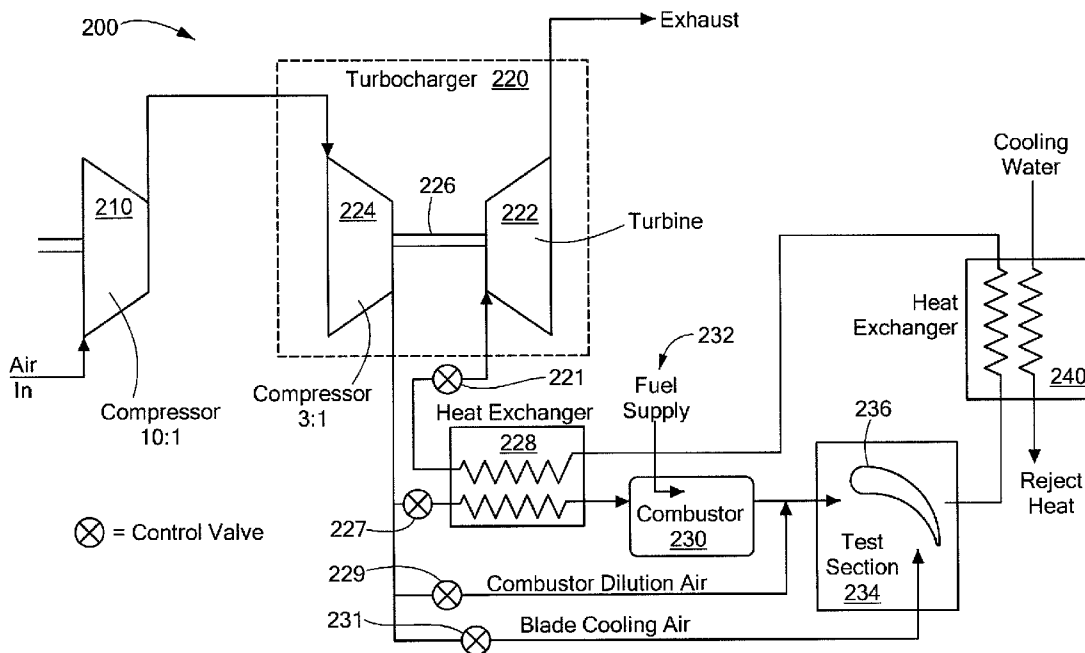 200
Exhaust
Turbocharger 220
Cooling
Water
210
224
226
222
Turbine
Heat
Exchanger
240
Air
In
Compressor
10:1
Compressor
3:1
221
232
Fuel
Supply
Heat Exchanger
228
236
Reject
Heat
227
Combustor
230
= Control Valve
Test
Section
234
229
Combustor Dilution Air
231
Blade Cooling Air